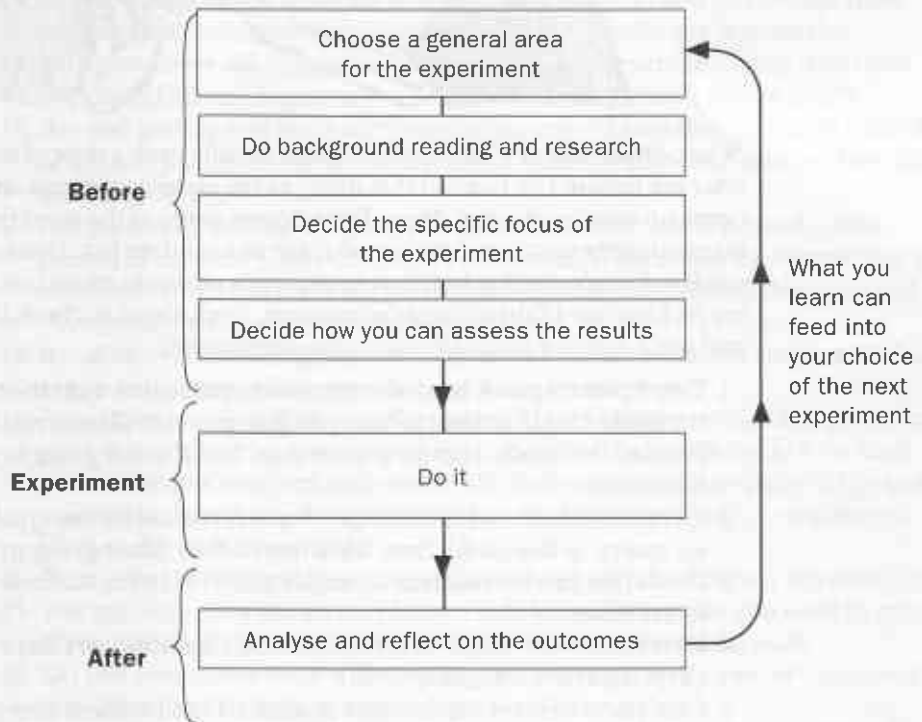 Choose a general area
for the experiment
Do background reading and research
Before
Decide the specific focus of
the experiment
Decide how you can assess the results
What you
learn can
feed into
your choice
of the next
experiment
Experiment
Do it
After
Analyse and reflect on the outcomes